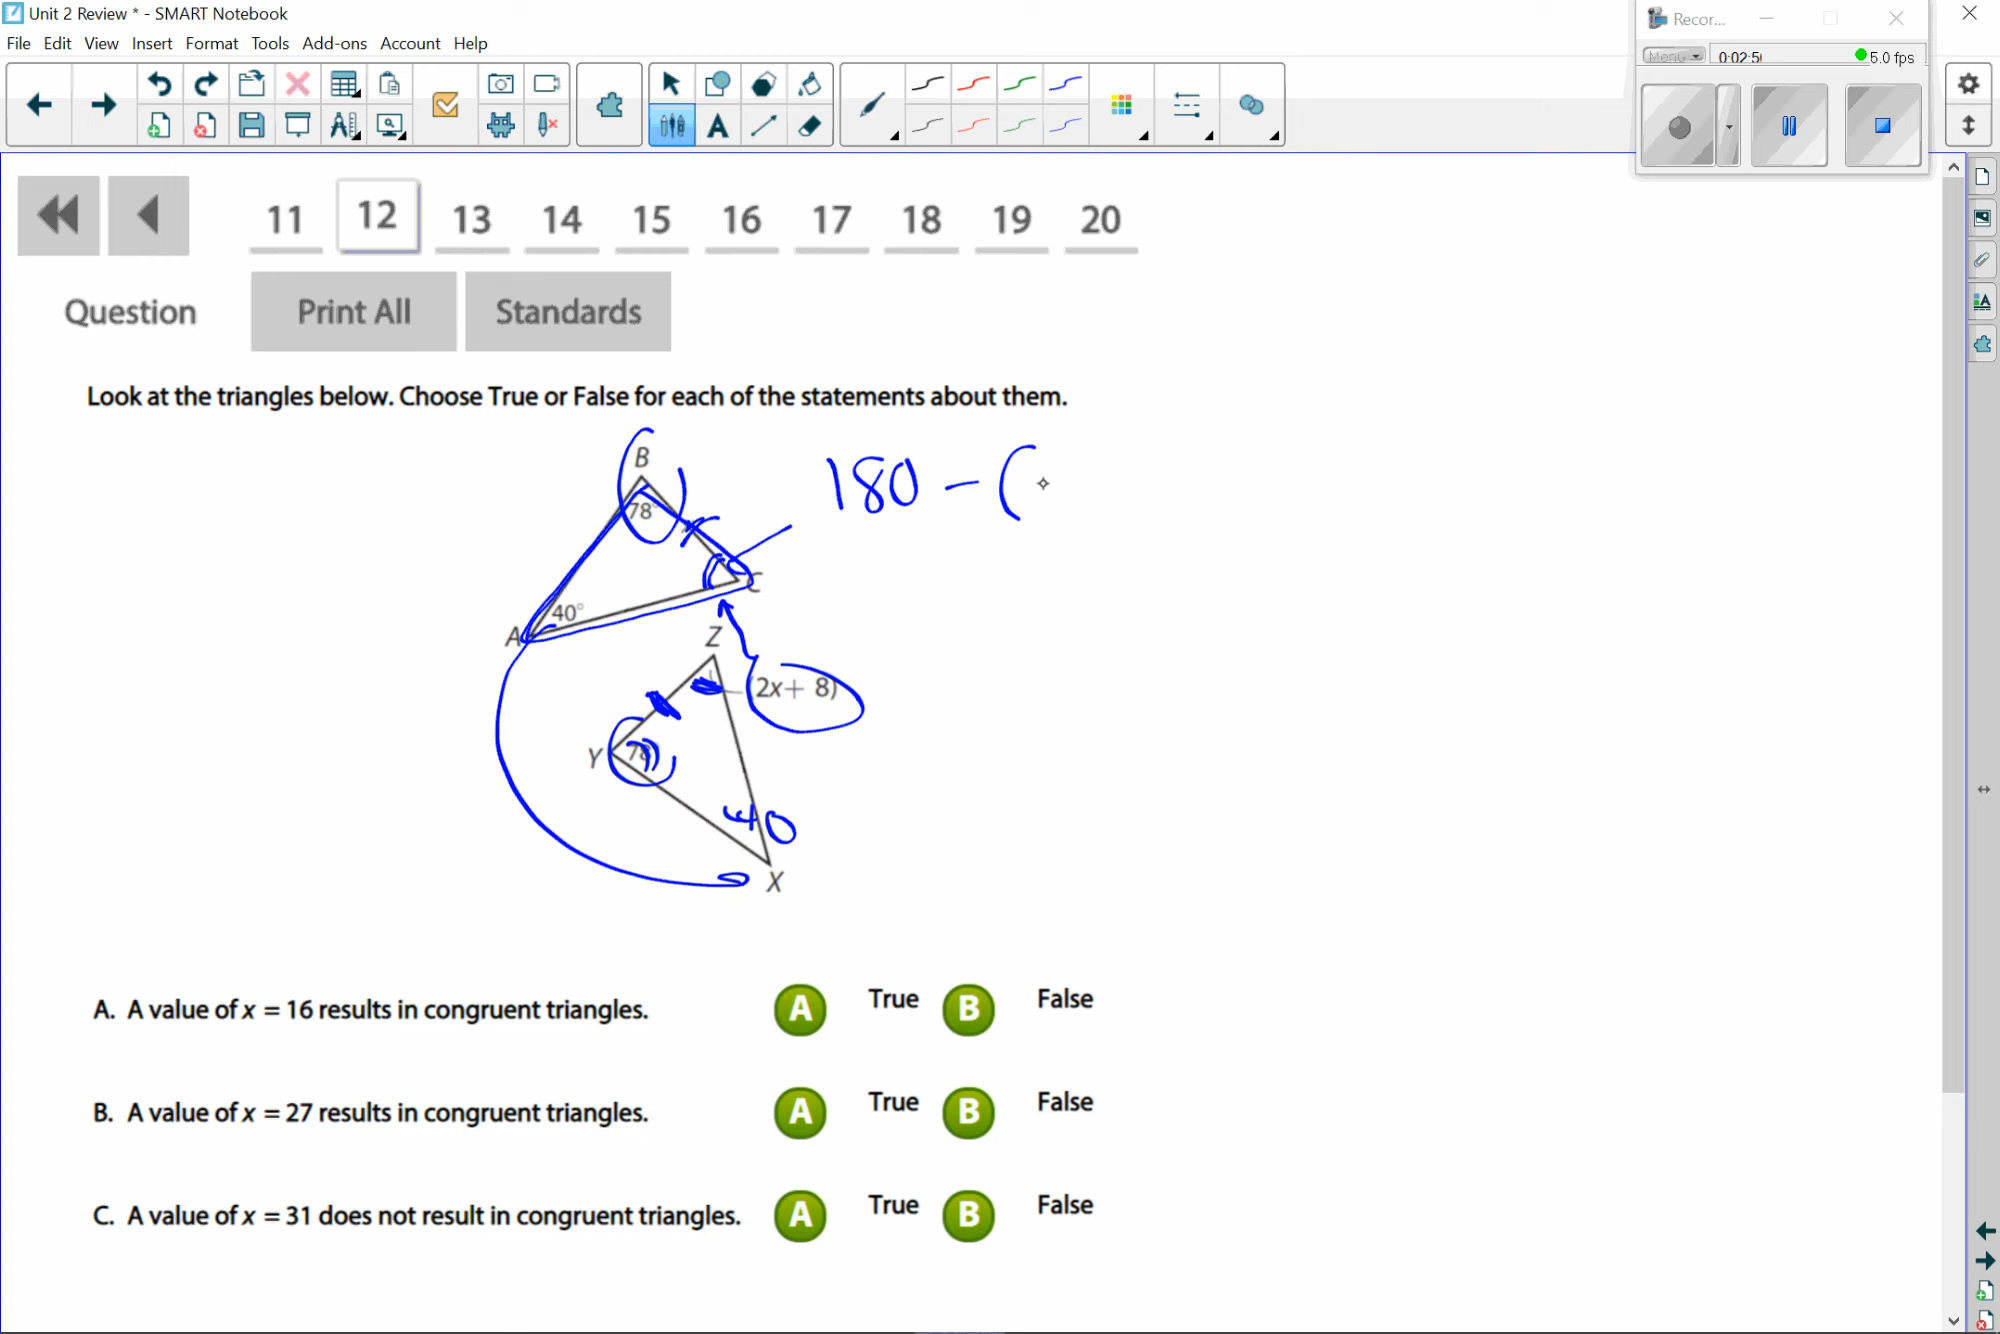 Unit 2 Review * - SMART Notebook
Recor...
File Edit View Insert Format Tools Add-ons Account Help
Menu
0:02:5
5.0 fps
11 12 13 14 15 16 17 18 19 20
Question Print All Standards
Look at the triangles below. Choose True or False for each of the statements about them.
B
180 - (
78
C
40°
A
Z
(2x+ 8)
Y
40
X
A. A value of x = 16 results in congruent triangles. A True B False
B. A value of x = 27 results in congruent triangles. A True B False
C. A value of x = 31 does not result in congruent triangles. A True B False